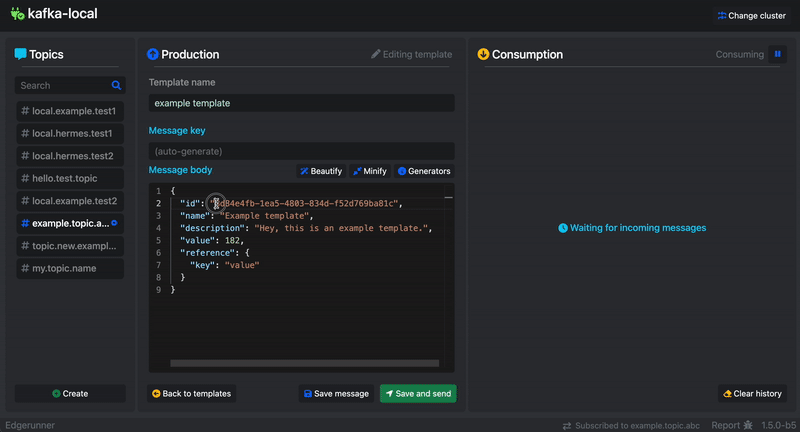 kafka-local
Change cluster
Topics
Search
# local.example.test1
# local.hermes.test1
# local.hermes.test2
# hello.test.topic
# local.example.test2
# example.topic.a...
# topic.new.exampl...
# my.topic.name
Create
Production
Editing template
Template name
example template
Message key
(auto-generate)
Message body
Beautify
Minify
Generators
1 {
2 "id": " d84e4fb-1ea5-4803-834d-f52d769ba81c",
3 "name": "Example template",
4 "description": "Hey, this is an example template.",
5 "value": 182,
6 "reference": {
7 "key": "value"
8 }
9 }
Back to templates
Save message
Save and send
Consumption
Consuming
Waiting for incoming messages
Clear history
Edgerunner
Subscribed to example.topic.abc
Report
1.5.0-b5